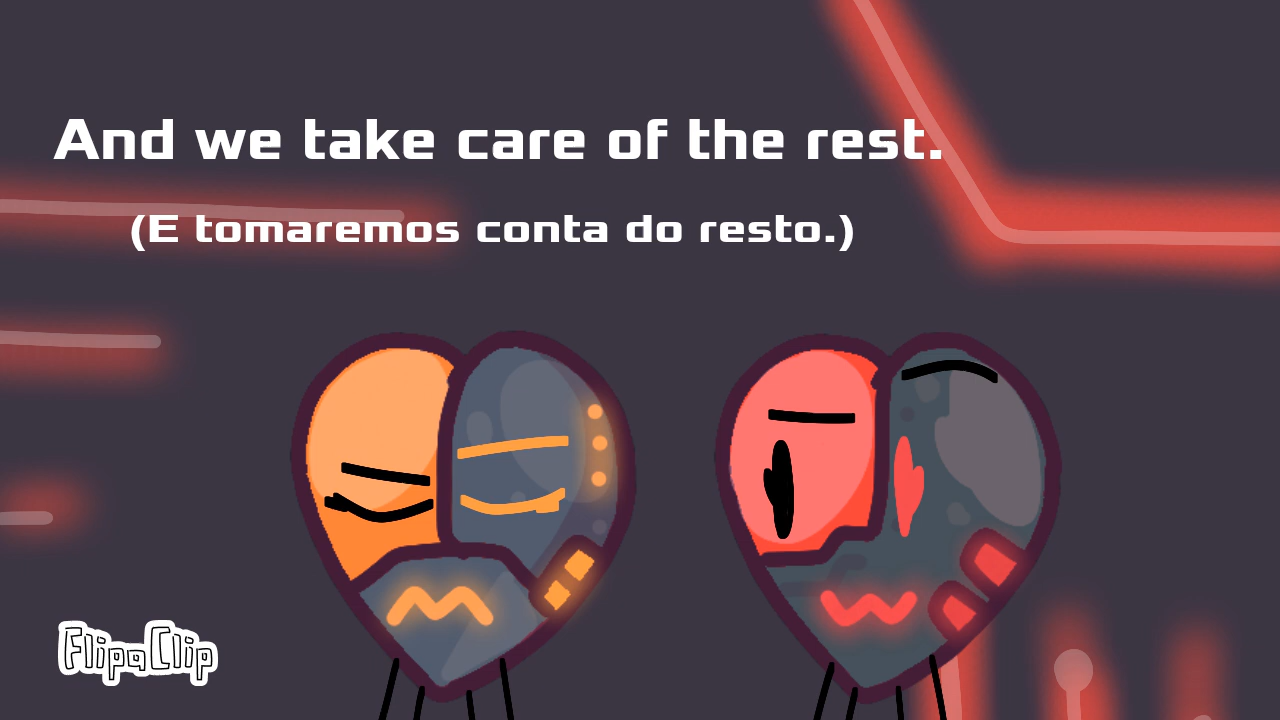 And we take care of the rest.
(E tomaremos conta do resto.)
FlipaClip